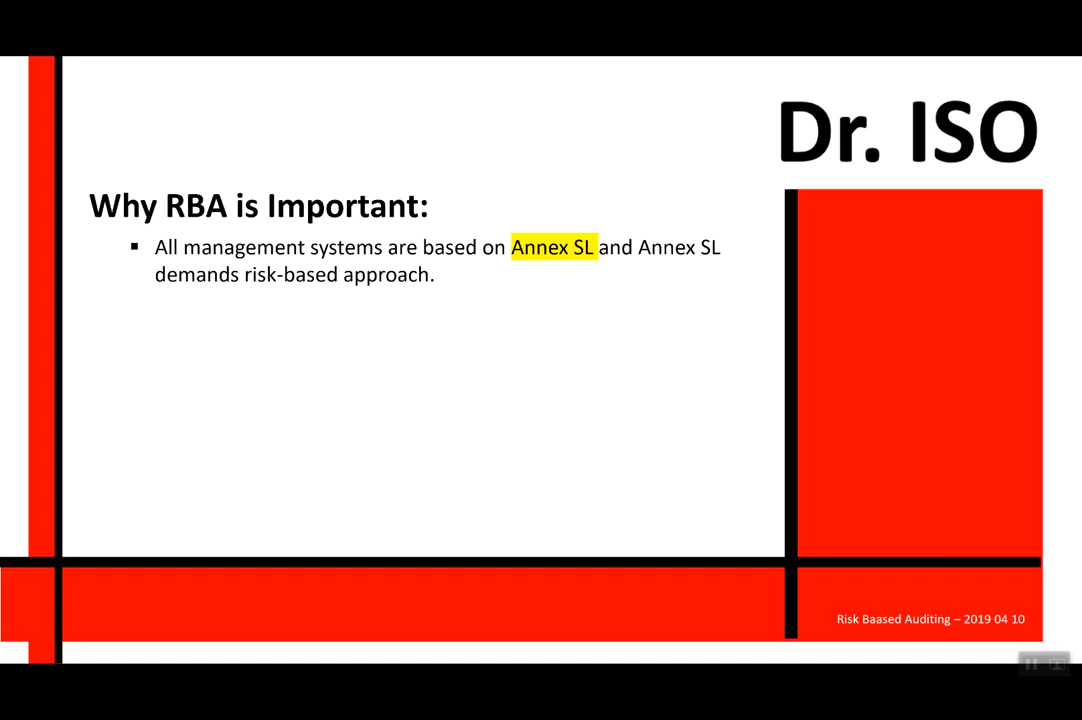 Dr. ISO
Why RBA is Important:
▪ All management systems are based on Annex SL and Annex SL
demands risk-based approach.
Risk Baased Auditing – 2019 04 10